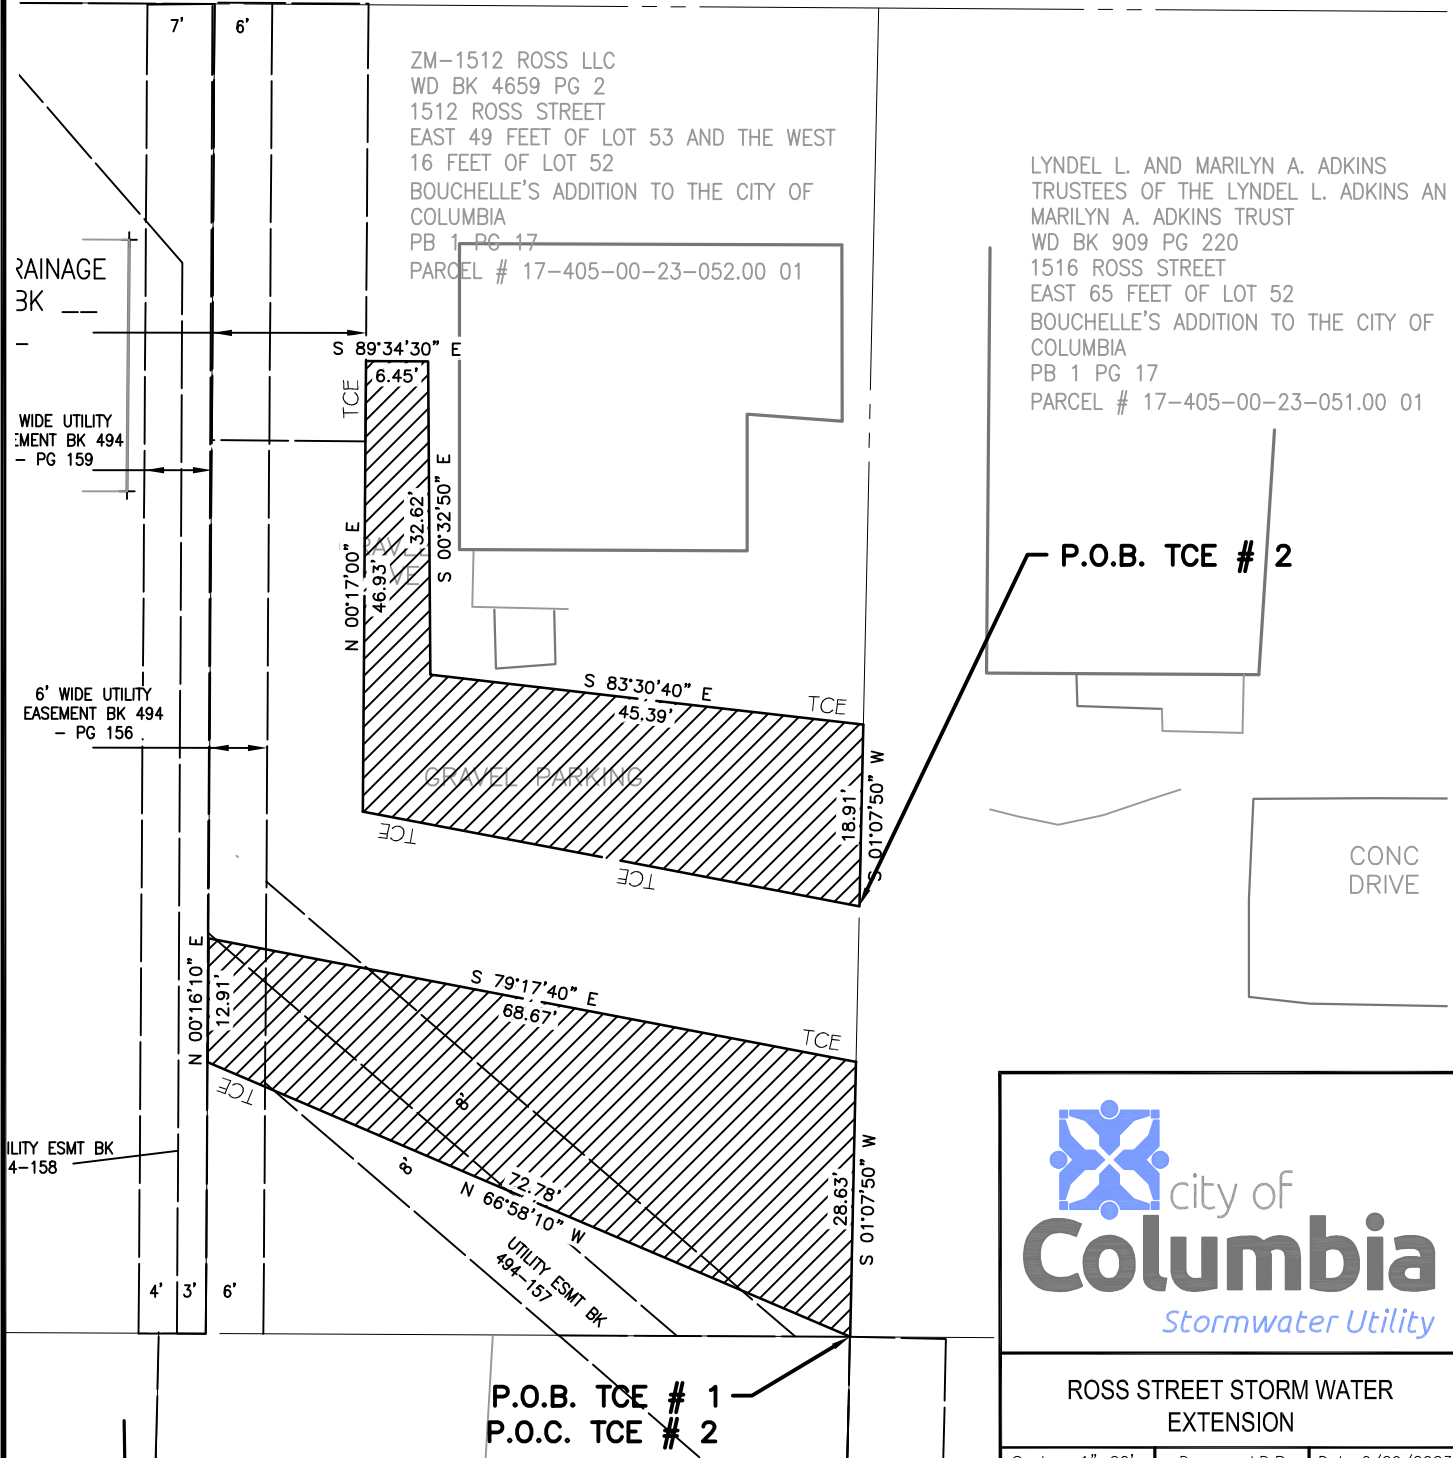 7'
6'
ZM-1512 ROSS LLC
WD BK 4659 PG 2
1512 ROSS STREET
EAST 49 FEET OF LOT 53 AND THE WEST
16 FEET OF LOT 52
BOUCHELLE'S ADDITION TO THE CITY OF
COLUMBIA
PB 1 PG 17
PARCEL # 17-405-00-23-052.00 01
LYNDEL L. AND MARILYN A. ADKINS
TRUSTEES OF THE LYNDEL L. ADKINS AN
MARILYN A. ADKINS TRUST
WD BK 909 PG 220
1516 ROSS STREET
EAST 65 FEET OF LOT 52
BOUCHELLE'S ADDITION TO THE CITY OF
COLUMBIA
PB 1 PG 17
PARCEL # 17-405-00-23-051.00 01
RAINAGE
BK __
S 89°34'30" E
6.45'
TCE
WIDE UTILITY
EMENT BK 494
- PG 159
32.62'
S 00°32'50" E
N 00°17'00" E
46.93'
P.O.B. TCE # 2
S 83°30'40" E
45.39'
TCE
6' WIDE UTILITY
EASEMENT BK 494
- PG 156
GRAVEL PARKING
18.91'
S 01°07'50" W
TCE
TCE
CONC
DRIVE
N 00°16'10" E
12.91'
S 79°17'40" E
68.67'
TCE
TCE
8'
8'
ILITY ESMT BK
4-158
72.78'
N 66°58'10" W
28.63'
S 01°07'50" W
UTILITY ESMT BK
494-157
4'
3'
6'
P.O.B. TCE # 1
P.O.C. TCE # 2
city of
Columbia
Stormwater Utility
ROSS STREET STORM WATER
EXTENSION